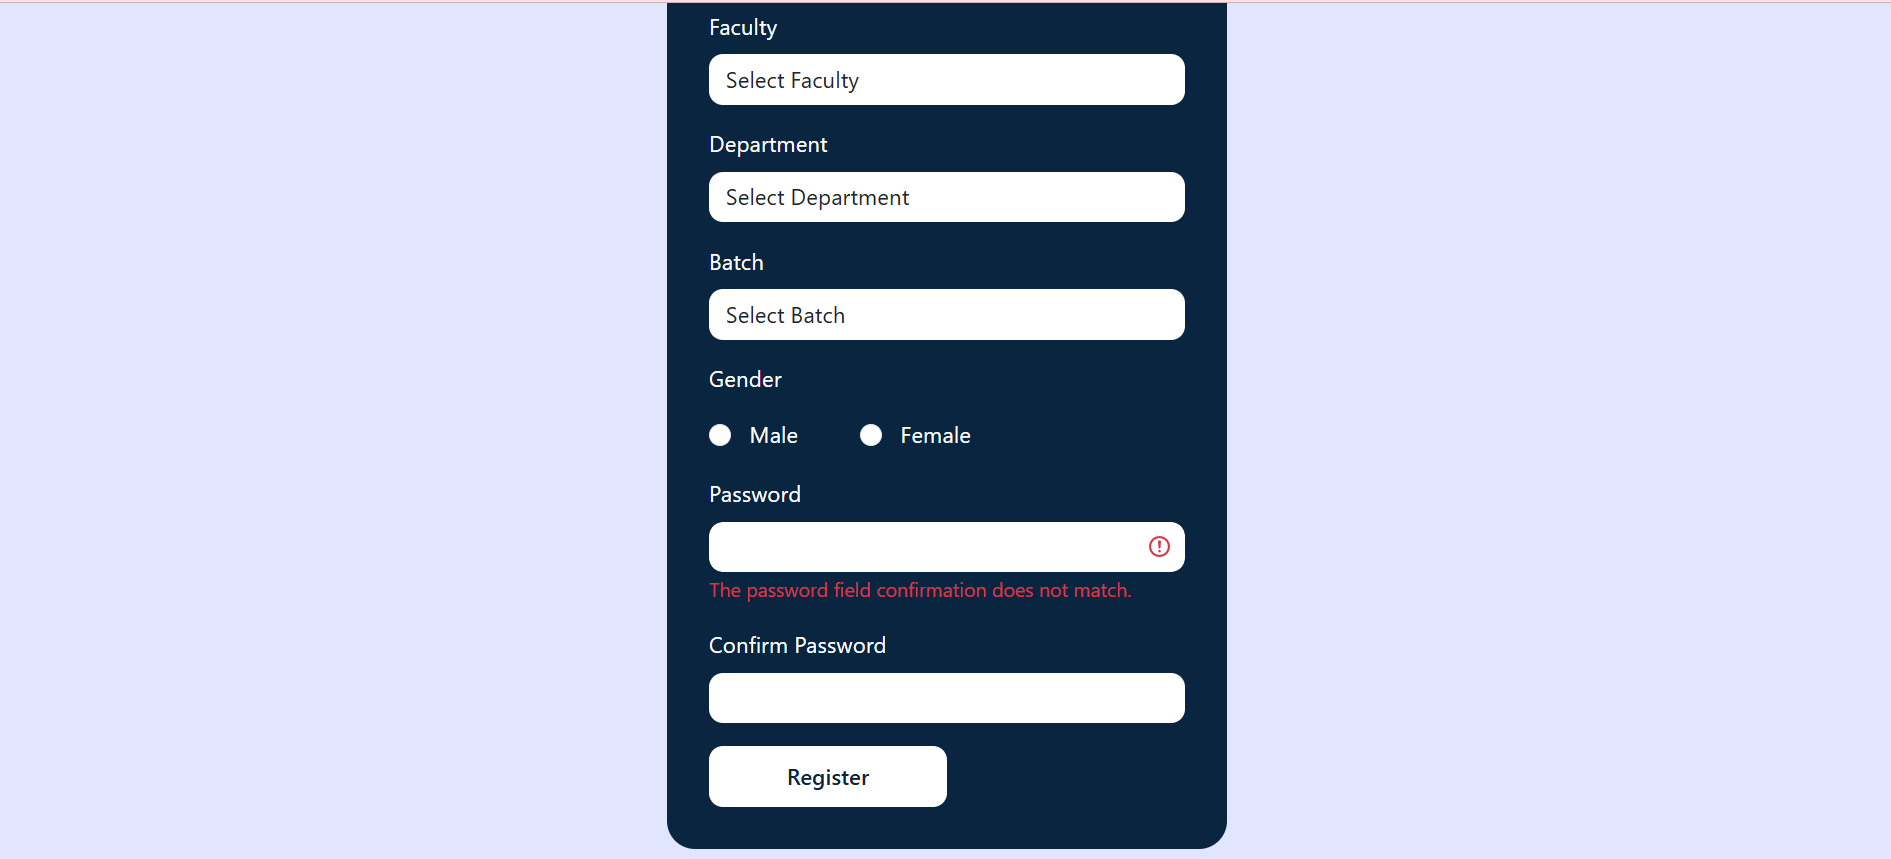 Faculty
Select Faculty
Department
Select Department
Batch
Select Batch
Gender
Male Female
Password
The password field confirmation does not match.
Confirm Password
Register